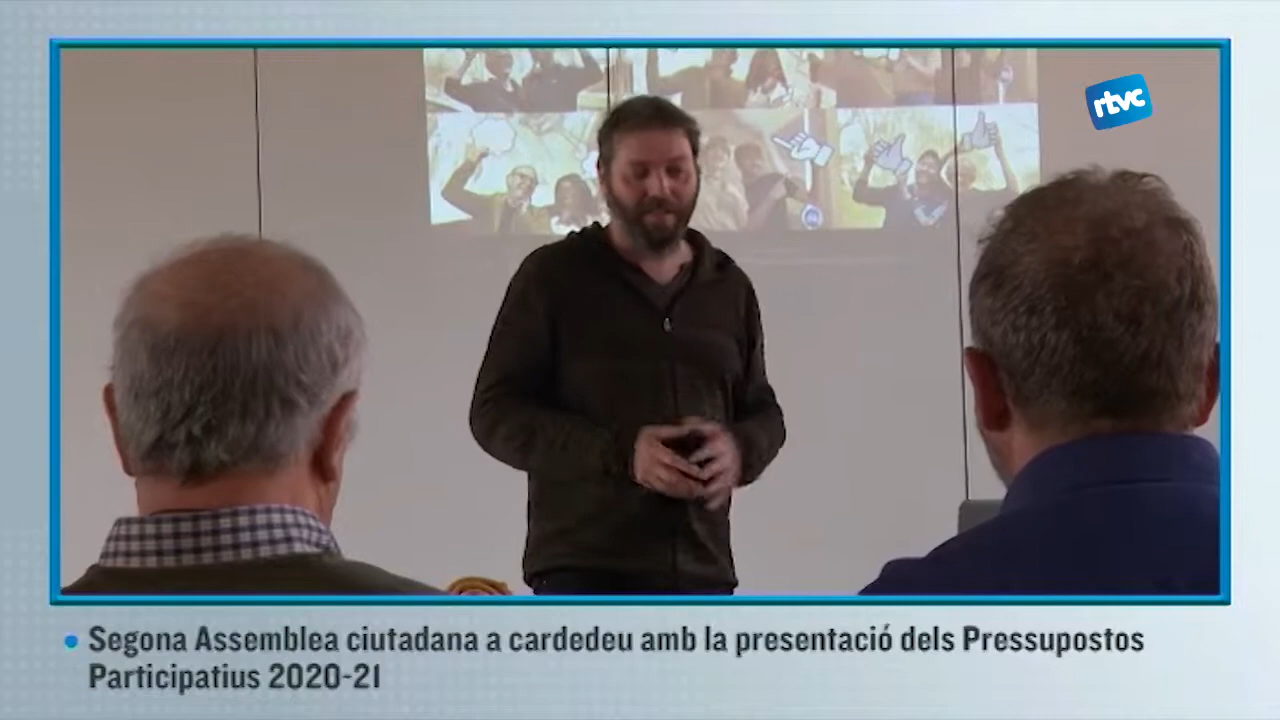 rtvc
Segona Assemblea ciutadana a cardedeu amb la presentació dels Pressupostos
Participatius 2020-21